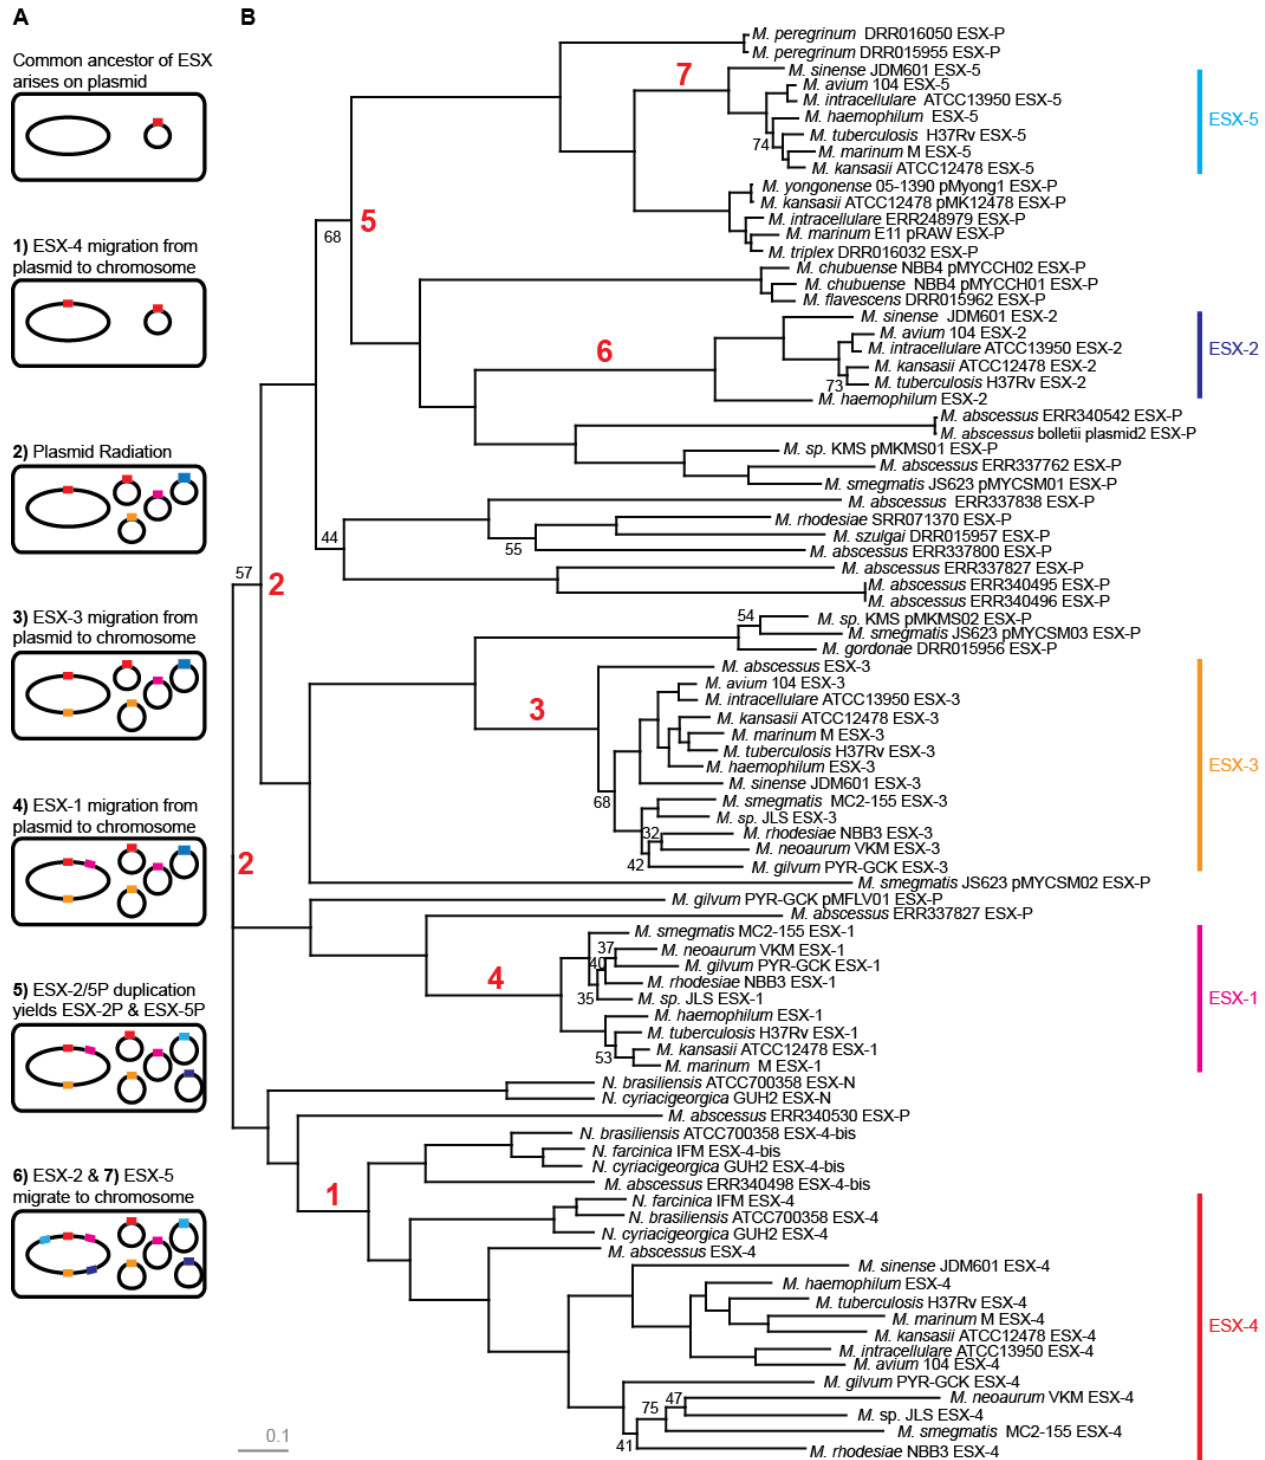 A
Common ancestor of ESX
arises on plasmid
1) ESX-4 migration from
plasmid to chromosome
2) Plasmid Radiation
3) ESX-3 migration from
plasmid to chromosome
4) ESX-1 migration from
plasmid to chromosome
5) ESX-2/5P duplication
yields ESX-2P & ESX-5P
6) ESX-2 & 7) ESX-5
migrate to chromosome
B
M. peregrinum DRR016050 ESX-P
M. peregrinum DRR015955 ESX-P
7
M. sinense JDM601 ESX-5
M. avium 104 ESX-5
M. intracellulare ATCC13950 ESX-5
M. haemophilum ESX-5
ESX-5
M. tuberculosis H37Rv ESX-5
74
M. marinum M ESX-5
M. kansasii ATCC12478 ESX-5
M. yongonense 05-1390 pMyong1 ESX-P
M. kansasii ATCC12478 pMK12478 ESX-P
5
M. intracellulare ERR248979 ESX-P
68
M. marinum E11 pRAW ESX-P
M. triplex DRR016032 ESX-P
M. chubuense NBB4 pMYCCH02 ESX-P
M. chubuense NBB4 pMYCCH01 ESX-P
M. flavescens DRR015962 ESX-P
M. sinense JDM601 ESX-2
M. avium 104 ESX-2
6
M. intracellulare ATCC13950 ESX-2
ESX-2
M. kansasii ATCC12478 ESX-2
73
M. tuberculosis H37Rv ESX-2
M. haemophilum ESX-2
M. abscessus ERR340542 ESX-P
M. abscessus bolletii plasmid2 ESX-P
M. sp. KMS pMKMS01 ESX-P
M. abscessus ERR337762 ESX-P
M. smegmatis JS623 pMYCSM01 ESX-P
M. abscessus ERR337838 ESX-P
M. rhodesiae SRR071370 ESX-P
44
M. szulgai DRR015957 ESX-P
55
M. abscessus ERR337800 ESX-P
57
2
M. abscessus ERR337827 ESX-P
M. abscessus ERR340495 ESX-P
M. abscessus ERR340496 ESX-P
54
M. sp. KMS pMKMS02 ESX-P
M. smegmatis JS623 pMYCSM03 ESX-P
M. gordonae DRR015956 ESX-P
M. abscessus ESX-3
M. avium 104 ESX-3
3
M. intracellulare ATCC13950 ESX-3
M. kansasii ATCC12478 ESX-3
M. marinum M ESX-3
M. tuberculosis H37Rv ESX-3
M. haemophilum ESX-3
ESX-3
M. sinense JDM601 ESX-3
68
M. smegmatis MC2-155 ESX-3
M. sp. JLS ESX-3
32
M. rhodesiae NBB3 ESX-3
M. neoaurum VKM ESX-3
42
M. gilvum PYR-GCK ESX-3
2
M. smegmatis JS623 pMYCSM02 ESX-P
M. gilvum PYR-GCK pMFLV01 ESX-P
M. abscessus ERR337827 ESX-P
M. smegmatis MC2-155 ESX-1
37
M. neoaurum VKM ESX-1
40
M. gilvum PYR-GCK ESX-1
4
M. rhodesiae NBB3 ESX-1
35
M. sp. JLS ESX-1
ESX-1
M. haemophilum ESX-1
M. tuberculosis H37Rv ESX-1
53
M. kansasii ATCC12478 ESX-1
M. marinum M ESX-1
N. brasiliensis ATCC700358 ESX-N
N. cyriacigeorgica GUH2 ESX-N
M. abscessus ERR340530 ESX-P
N. brasiliensis ATCC700358 ESX-4-bis
N. farcinica IFM ESX-4-bis
N. cyriacigeorgica GUH2 ESX-4-bis
M. abscessus ERR340498 ESX-4-bis
1
N. farcinica IFM ESX-4
N. brasiliensis ATCC700358 ESX-4
N. cyriacigeorgica GUH2 ESX-4
M. abscessus ESX-4
M. sinense JDM601 ESX-4
M. haemophilum ESX-4
M. tuberculosis H37Rv ESX-4
M. marinum M ESX-4
ESX-4
M. kansasii ATCC12478 ESX-4
M. intracellulare ATCC13950 ESX-4
M. avium 104 ESX-4
M. gilvum PYR-GCK ESX-4
47
M. neoaurum VKM ESX-4
75
M. sp. JLS ESX-4
M. smegmatis MC2-155 ESX-4
41
M. rhodesiae NBB3 ESX-4
0.1